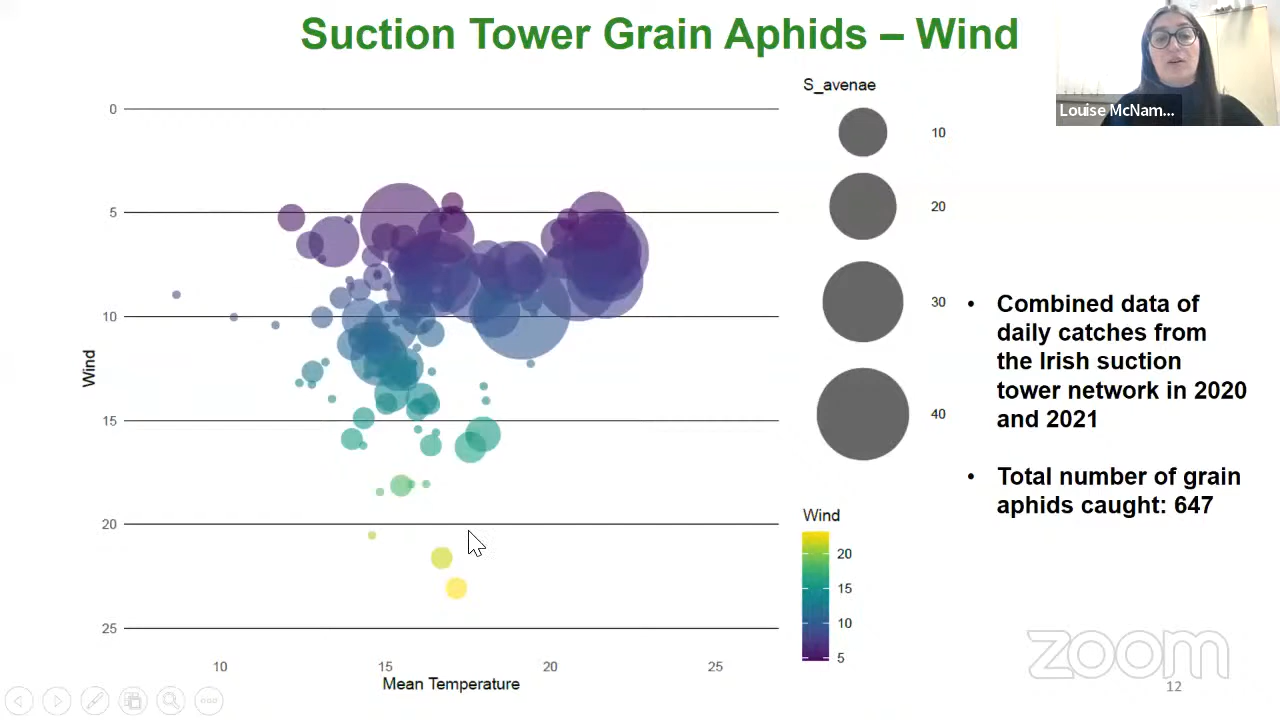 Suction Tower Grain Aphids – Wind
Louise McNam...
S_avenae
10
20
30
40
Wind
20
15
10
5
0
5
10
15
20
25
Wind
10
15
20
25
Mean Temperature
• Combined data of
daily catches from
the Irish suction
tower network in 2020
and 2021
• Total number of grain
aphids caught: 647
zoom
12